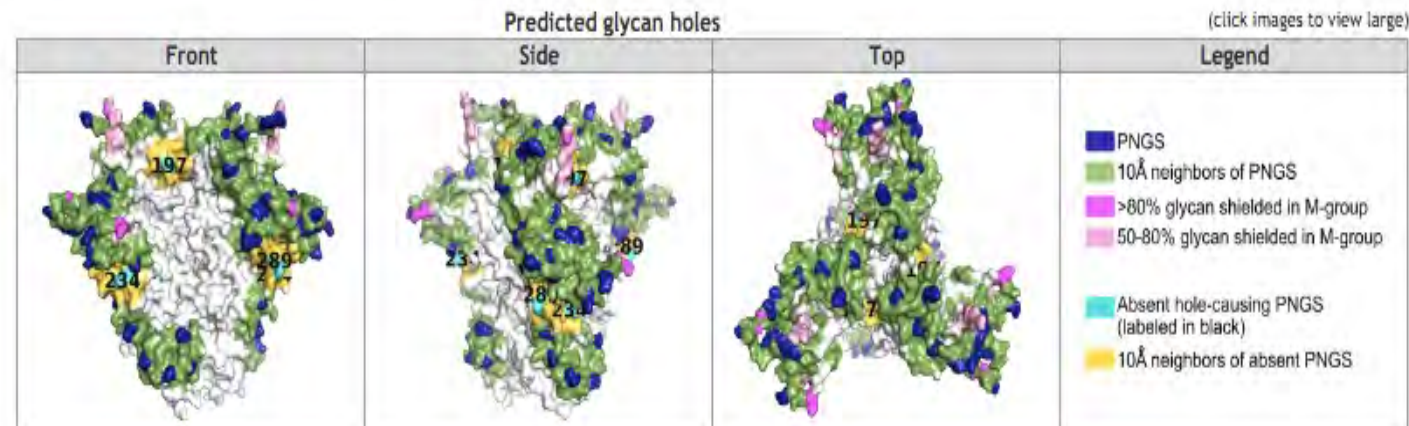 Predicted glycan holes
(click images to view large)
Front
Side
Top
Legend
197
234
289
234
289
197
PNGS
10Å neighbors of PNGS
>80% glycan shielded in M-group
50-80% glycan shielded in M-group
Absent hole-causing PNGS
(labeled in black)
10Å neighbors of absent PNGS